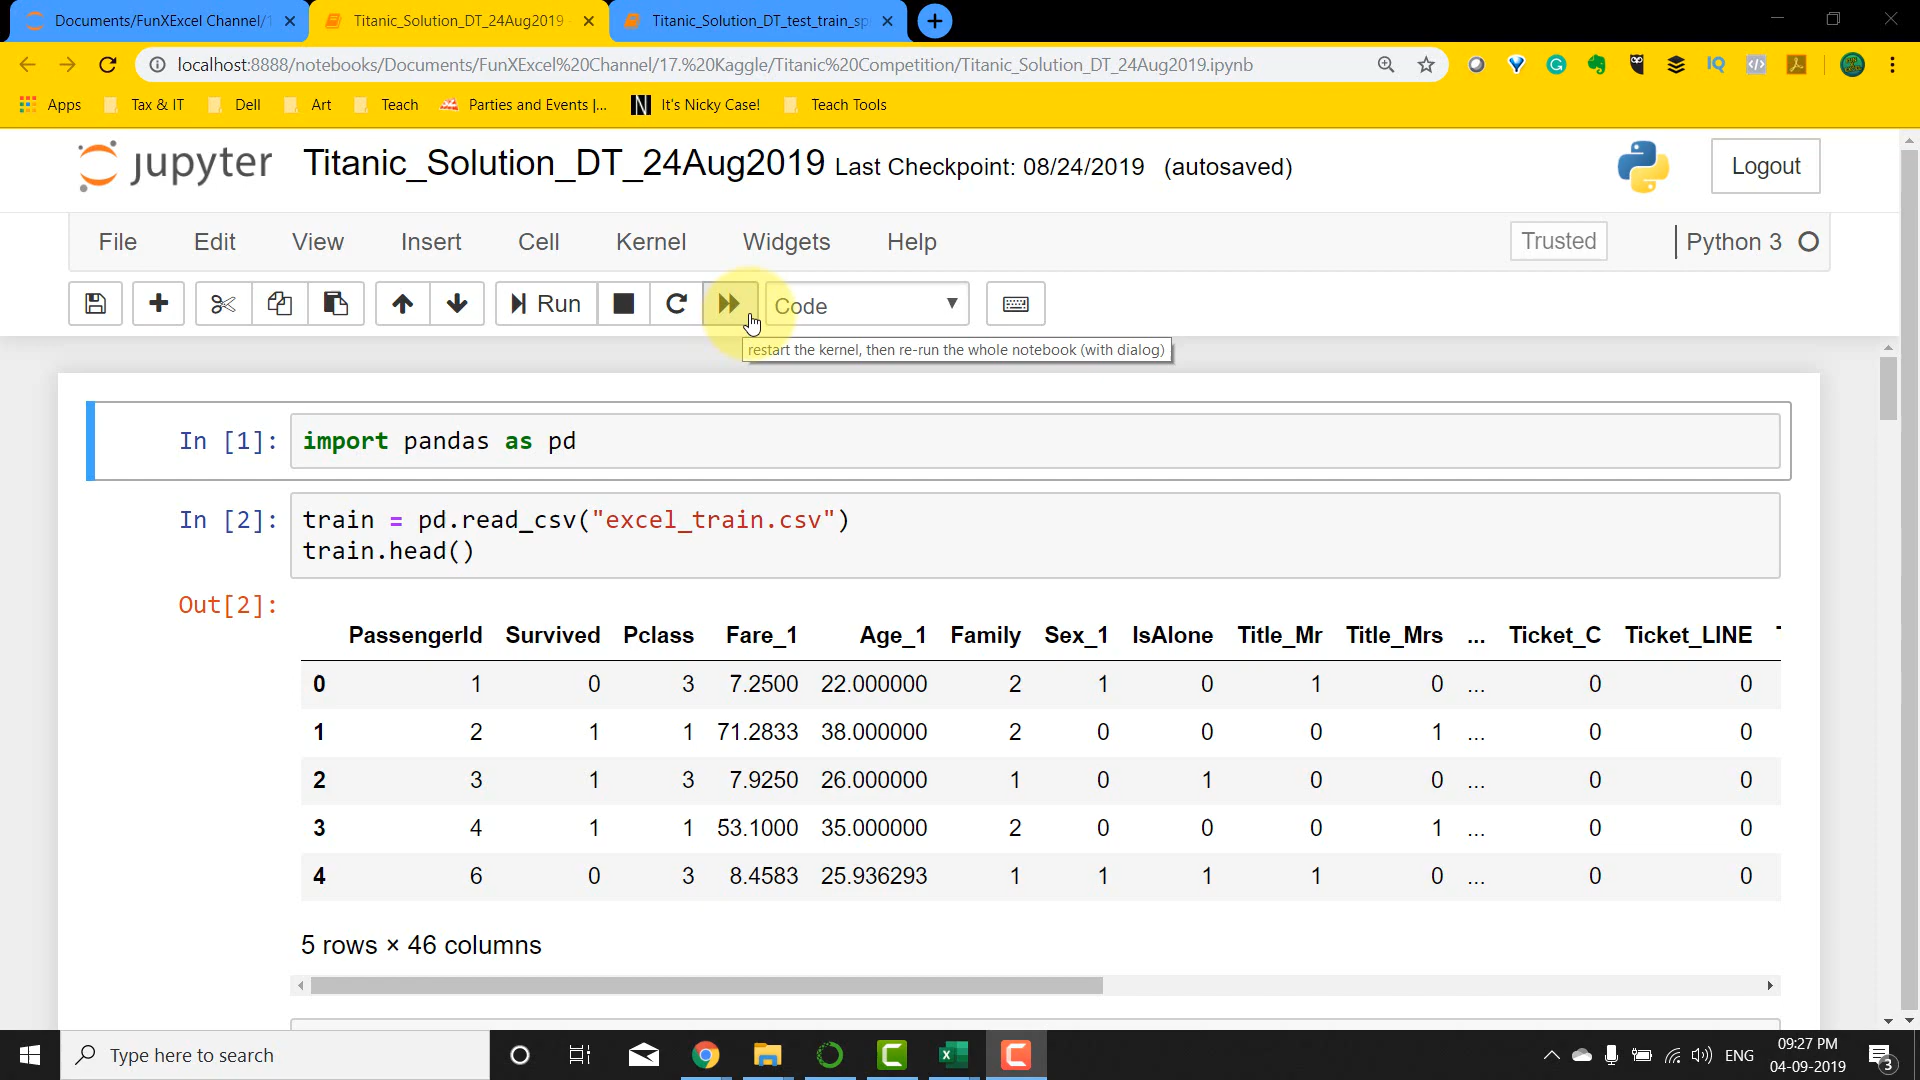 Documents/FunXExcel Channel/1
Titanic_Solution_DT_24Aug2019
Titanic_Solution_DT_test_train_sp
localhost:8888/notebooks/Documents/FunXExcel%20Channel/17.%20Kaggle/Titanic%20Competition/Titanic_Solution_DT_24Aug2019.ipynb
Apps Tax & IT Dell Art Teach Parties and Events |... It's Nicky Case! Teach Tools
jupyter Titanic_Solution_DT_24Aug2019 Last Checkpoint: 08/24/2019 (autosaved) Logout
File Edit View Insert Cell Kernel Widgets Help Trusted Python 3
Run Code
restart the kernel, then re-run the whole notebook (with dialog)
In [1]: import pandas as pd
In [2]: train = pd.read_csv("excel_train.csv")
train.head()
Out[2]:
PassengerId Survived Pclass Fare_1 Age_1 Family Sex_1 IsAlone Title_Mr Title_Mrs ... Ticket_C Ticket_LINE
0 1 0 3 7.2500 22.000000 2 1 0 1 0 ... 0 0
1 2 1 1 71.2833 38.000000 2 0 0 0 1 ... 0 0
2 3 1 3 7.9250 26.000000 1 0 1 0 0 ... 0 0
3 4 1 1 53.1000 35.000000 2 0 0 0 1 ... 0 0
4 6 0 3 8.4583 25.936293 1 1 1 1 0 ... 0 0
5 rows × 46 columns
Type here to search
ENG
09:27 PM
04-09-2019
3